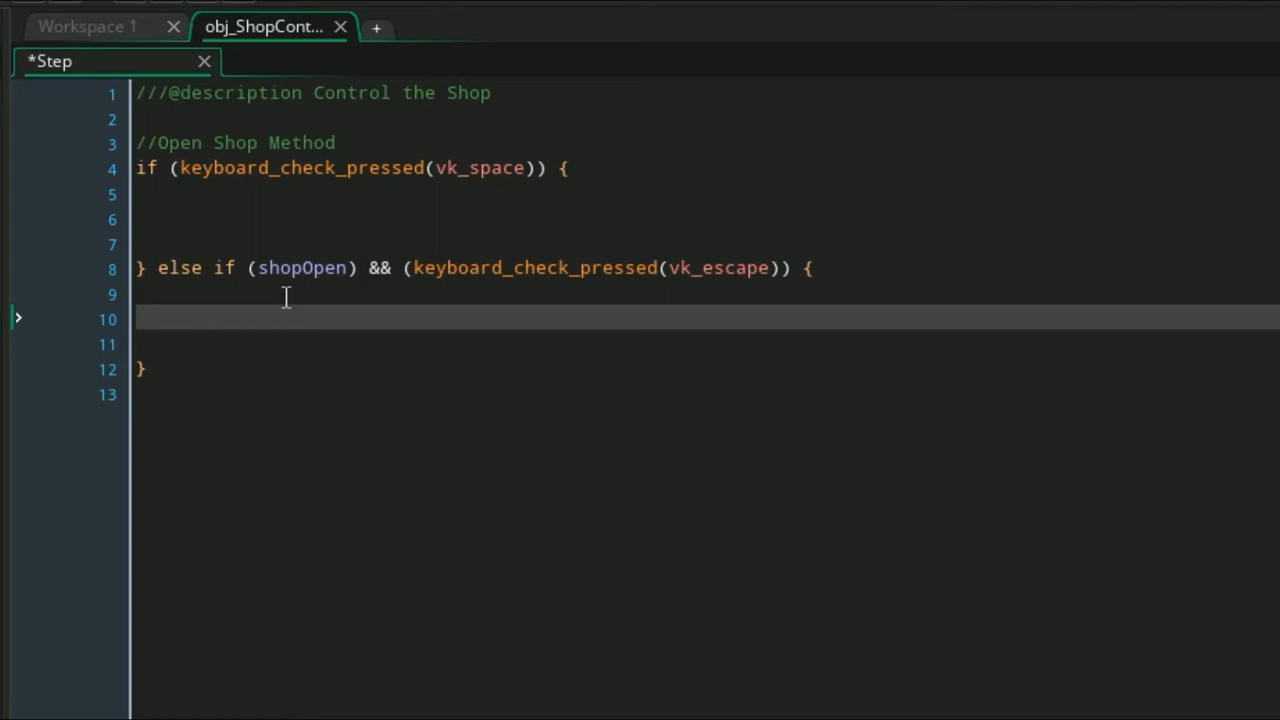 Workspace 1
obj_ShopCont...
*Step
1 ///@description Control the Shop
2
3 //Open Shop Method
4 if (keyboard_check_pressed(vk_space)) {
5
6
7
8 } else if (shopOpen) && (keyboard_check_pressed(vk_escape)) {
9
10
11
12 }
13